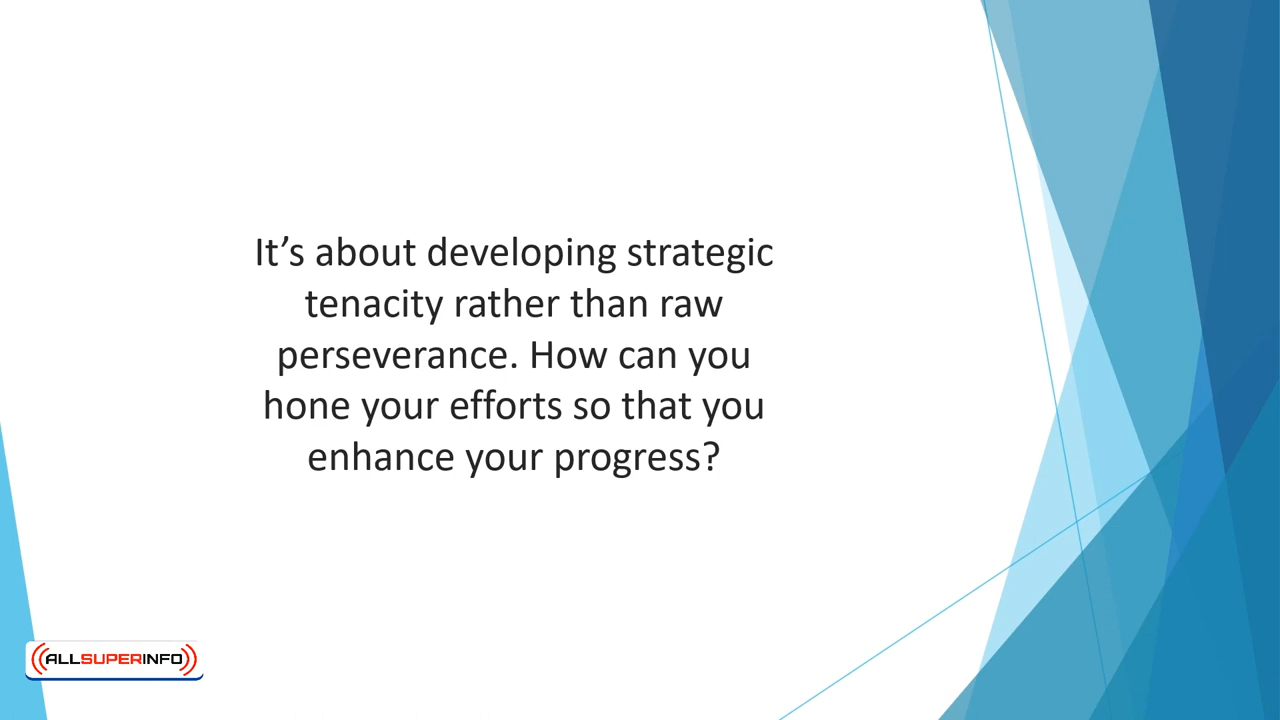 It’s about developing strategic
tenacity rather than raw
perseverance. How can you
hone your efforts so that you
enhance your progress?
ALLSUPERINFO